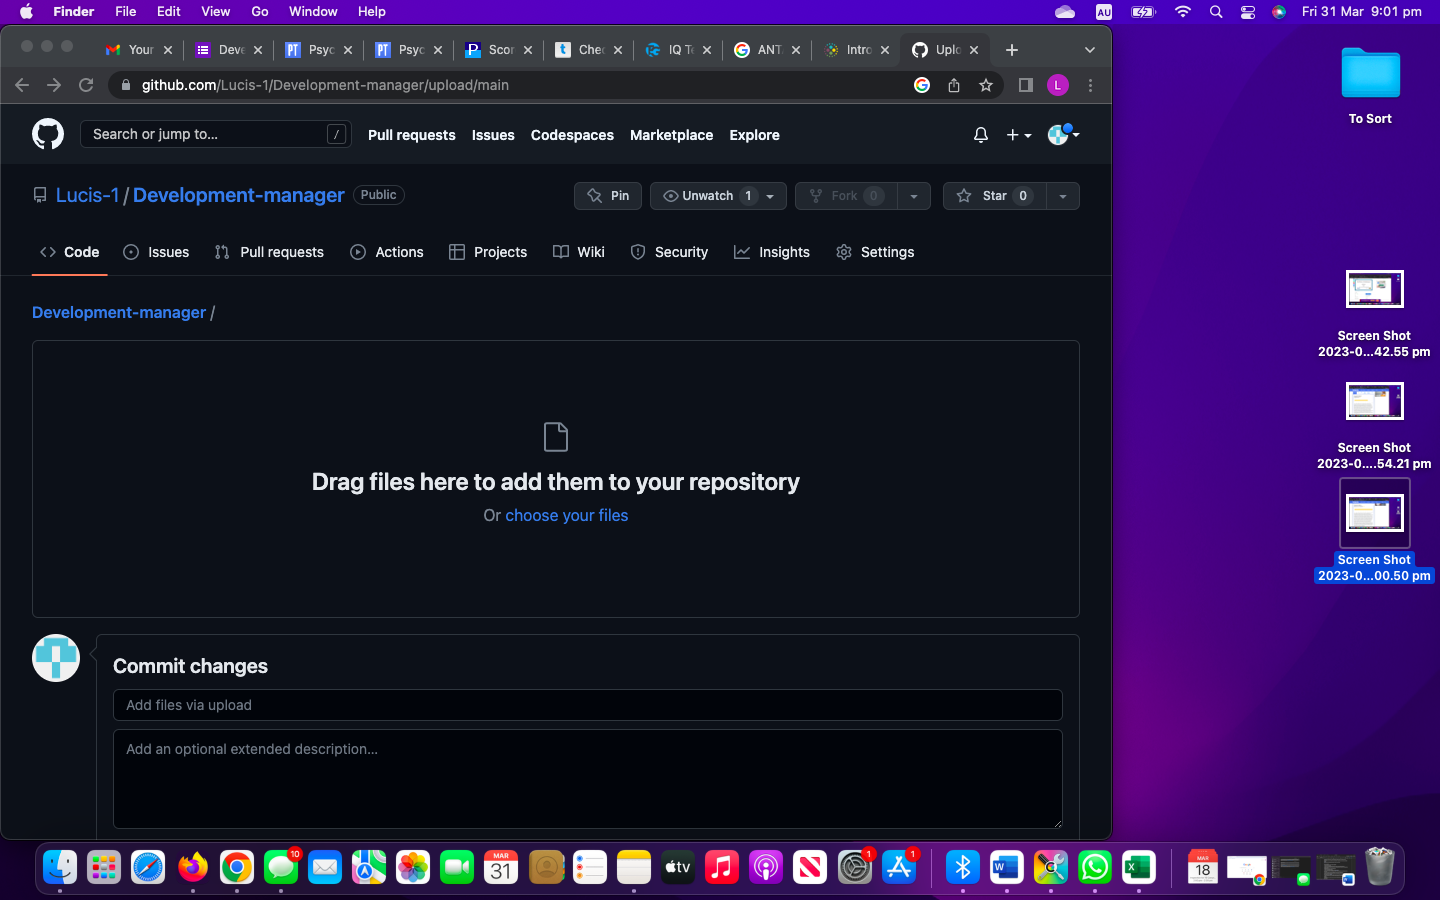 Finder File Edit View Go Window Help
AU
Fri 31 Mar 9:01 pm
Your
Deve
Psyc
Psyc
Scor
Chec
IQ Te
ANT.
Intro
Uplo
github.com/Lucis-1/Development-manager/upload/main
L
Search or jump to... /
Pull requests Issues Codespaces Marketplace Explore
Lucis-1 / Development-manager Public
Pin
Unwatch 1
Fork 0
Star 0
Code Issues Pull requests Actions Projects Wiki Security Insights Settings
Development-manager /
Drag files here to add them to your repository
Or choose your files
Commit changes
Add files via upload
Add an optional extended description...
To Sort
Screen Shot
2023-0...42.55 pm
Screen Shot
2023-0....54.21 pm
Screen Shot
2023-0...00.50 pm
10
MAR
31
tv
1
1
MAR
18